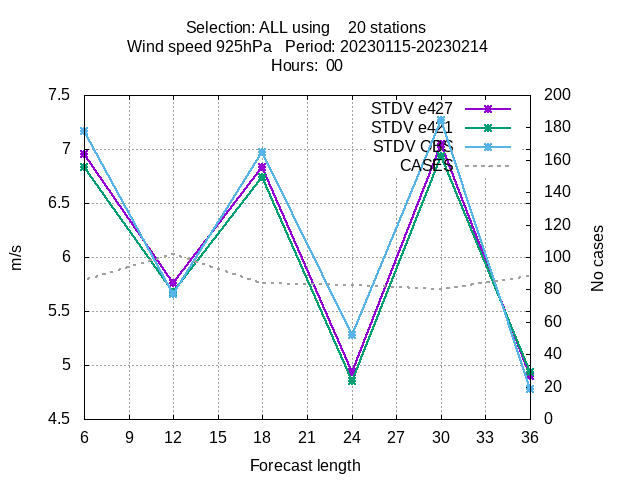 Selection: ALL using 20 stations
Wind speed 925hPa Period: 20230115-20230214
Hours: 00
7.5
7
6.5
6
5.5
5
4.5
m/s
STDV e427
STDV e421
STDV OBS
CASES
200
180
160
140
120
100
80
60
40
20
0
No cases
6 9 12 15 18 21 24 27 30 33 36
Forecast length